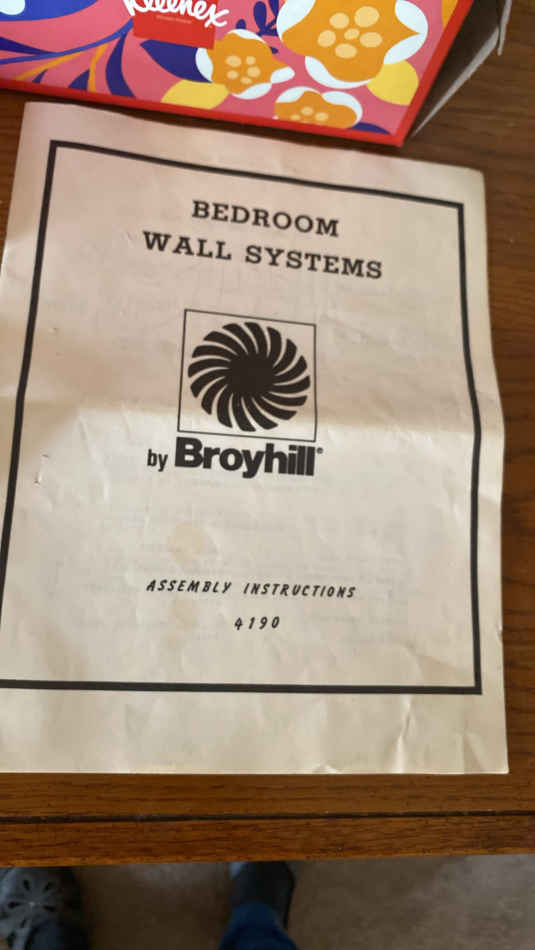 Kleenex
BEDROOM
WALL SYSTEMS
by Broyhill®
ASSEMBLY INSTRUCTIONS
4190